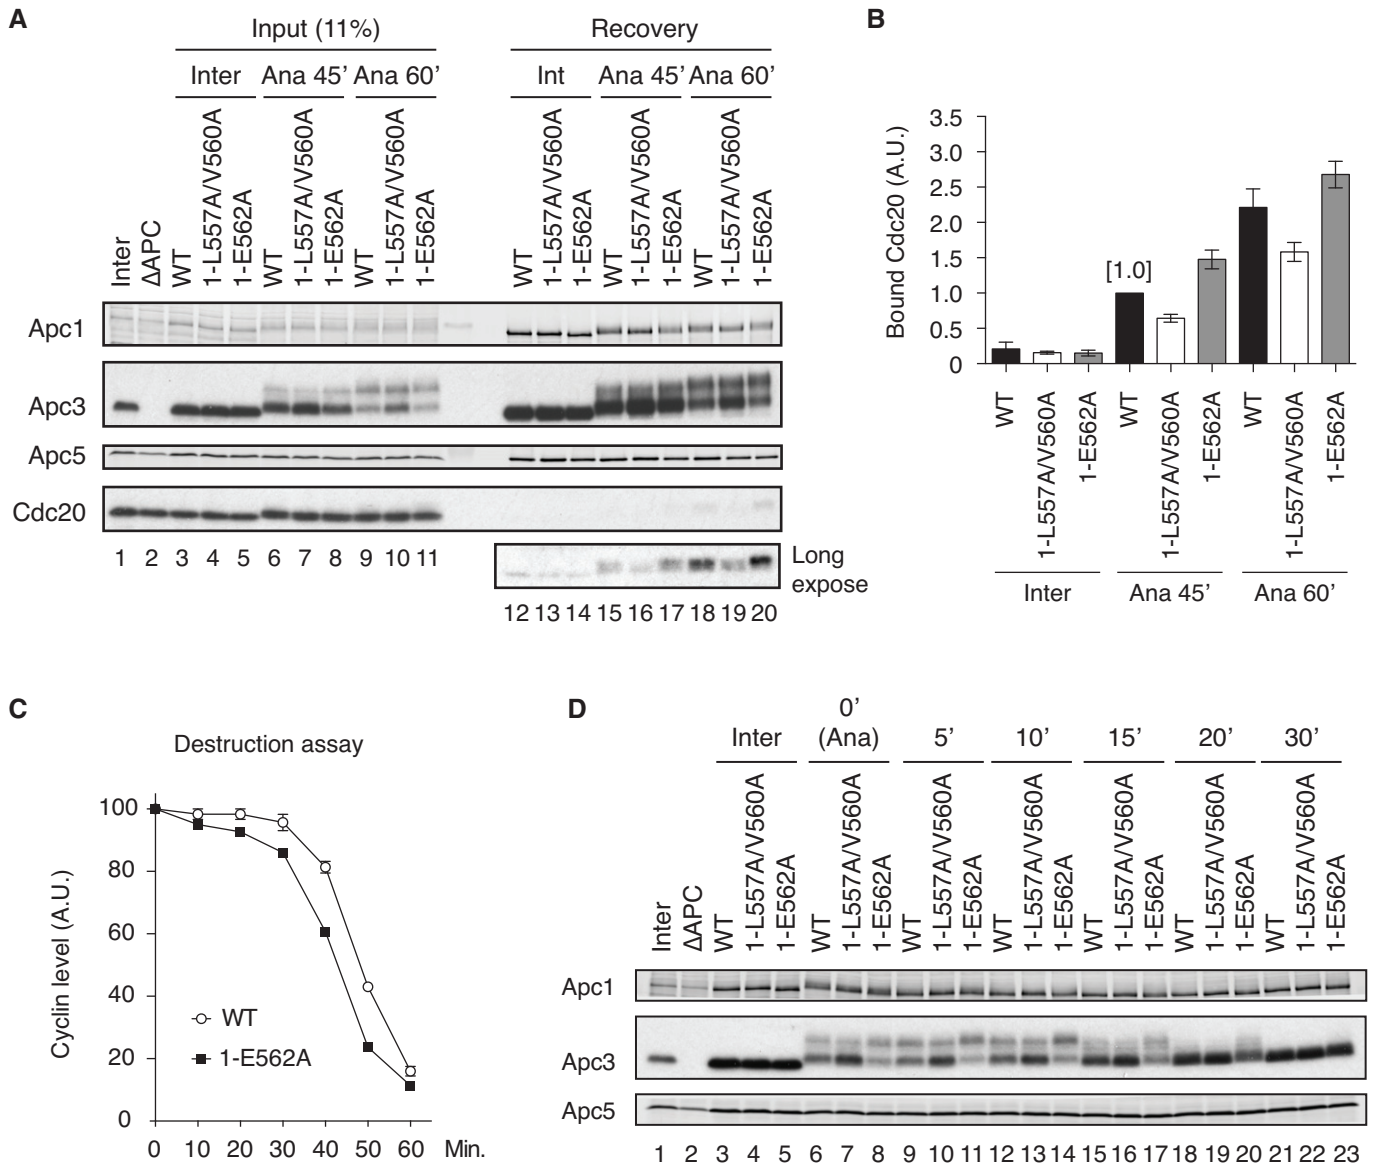 A
Input (11%)
Recovery
Inter
Ana 45’
Ana 60’
Int
Ana 45’
Ana 60’
Inter
ΔAPC
WT
1-L557A/V560A
1-E562A
WT
1-L557A/V560A
1-E562A
WT
1-L557A/V560A
1-E562A
WT
1-L557A/V560A
1-E562A
WT
1-L557A/V560A
1-E562A
WT
1-L557A/V560A
1-E562A
Apc1
Apc3
Apc5
Cdc20
1 2 3 4 5 6 7 8 9 10 11
Long
expose
12 13 14 15 16 17 18 19 20
B
Bound Cdc20 (A.U.)
3.5
3.0
2.5
2.0
1.5
1.0
0.5
0
[1.0]
WT
1-L557A/V560A
1-E562A
WT
1-L557A/V560A
1-E562A
WT
1-L557A/V560A
1-E562A
Inter
Ana 45’
Ana 60’
C
Destruction assay
Cyclin level (A.U.)
100
80
60
40
20
0
WT
1-E562A
0 10 20 30 40 50 60 Min.
D
Inter
0’
(Ana)
5’
10’
15’
20’
30’
Inter
ΔAPC
WT
1-L557A/V560A
1-E562A
WT
1-L557A/V560A
1-E562A
WT
1-L557A/V560A
1-E562A
WT
1-L557A/V560A
1-E562A
WT
1-L557A/V560A
1-E562A
WT
1-L557A/V560A
1-E562A
WT
1-L557A/V560A
1-E562A
Apc1
Apc3
Apc5
1 2 3 4 5 6 7 8 9 10 11 12 13 14 15 16 17 18 19 20 21 22 23